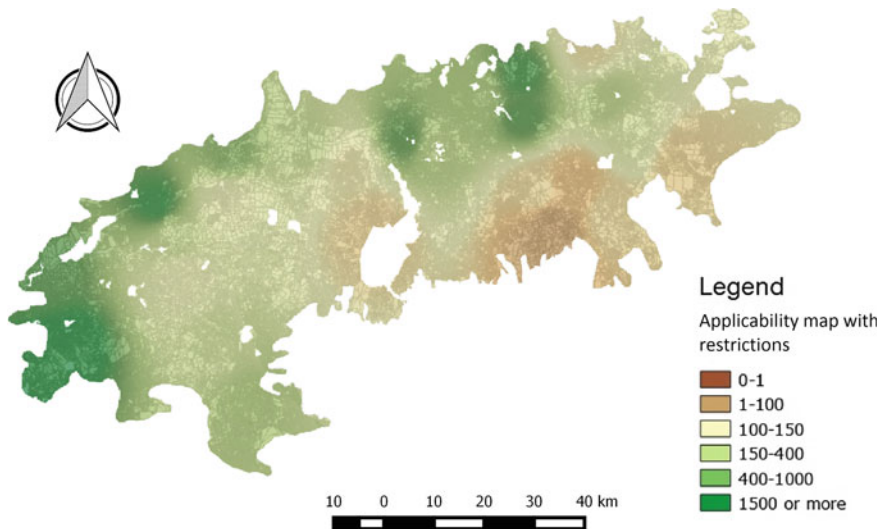 Legend
Applicability map with
restrictions
0-1
1-100
100-150
150-400
400-1000
1500 or more
10 0 10 20 30 40 km